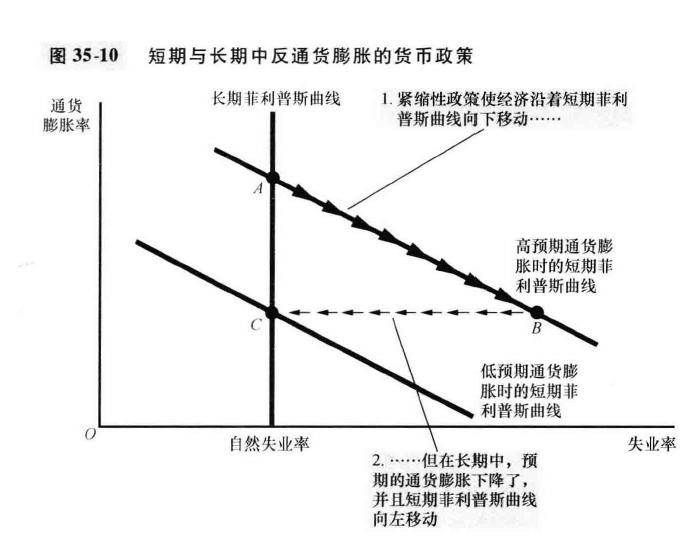 图 35-10 短期与长期中反通货膨胀的货币政策
通货
膨胀率
长期菲利普斯曲线
1. 紧缩性政策使经济沿着短期菲利
普斯曲线向下移动……
A
高预期通货膨
胀时的短期菲
利普斯曲线
C
B
低预期通货膨
胀时的短期菲
利普斯曲线
O
自然失业率
失业率
2. ……但在长期中，预
期的通货膨胀下降了，
并且短期菲利普斯曲线
向左移动